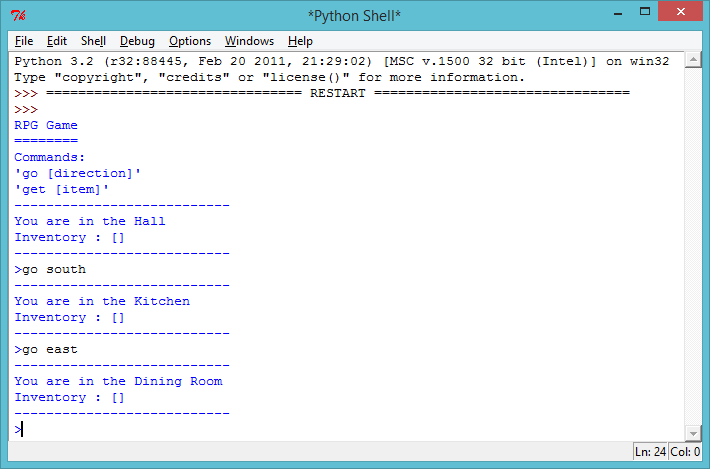 *Python Shell*
File Edit Shell Debug Options Windows Help
Python 3.2 (r32:88445, Feb 20 2011, 21:29:02) [MSC v.1500 32 bit (Intel)] on win32
Type "copyright", "credits" or "license()" for more information.
>>> ================================ RESTART ================================
>>>
RPG Game
========
Commands:
'go [direction]'
'get [item]'
---------------------------
You are in the Hall
Inventory : []
---------------------------
>go south
---------------------------
You are in the Kitchen
Inventory : []
---------------------------
>go east
---------------------------
You are in the Dining Room
Inventory : []
---------------------------
>
Ln: 24 Col: 0